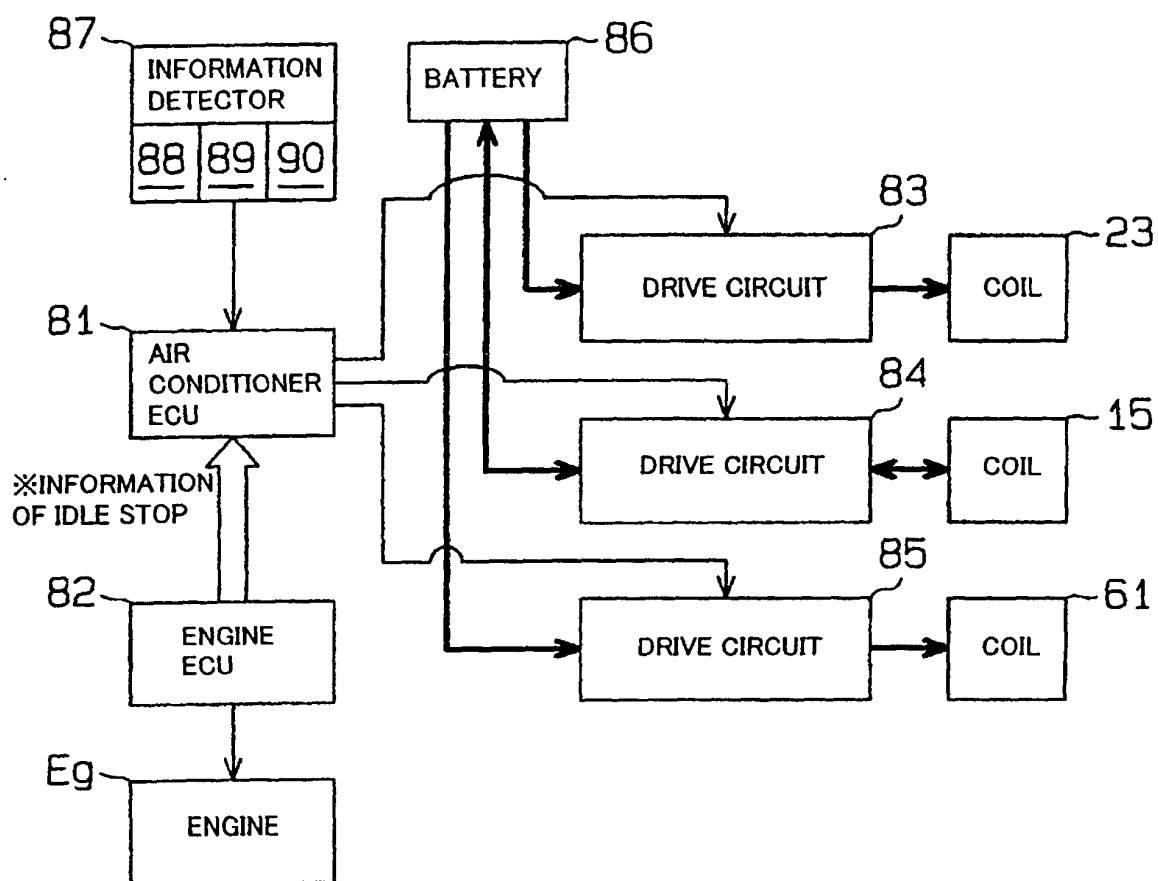 87
INFORMATION
DETECTOR
88 89 90
86
BATTERY
83
DRIVE CIRCUIT
23
COIL
81
AIR
CONDITIONER
ECU
84
DRIVE CIRCUIT
15
COIL
※INFORMATION
OF IDLE STOP
82
ENGINE
ECU
85
DRIVE CIRCUIT
61
COIL
Eg
ENGINE